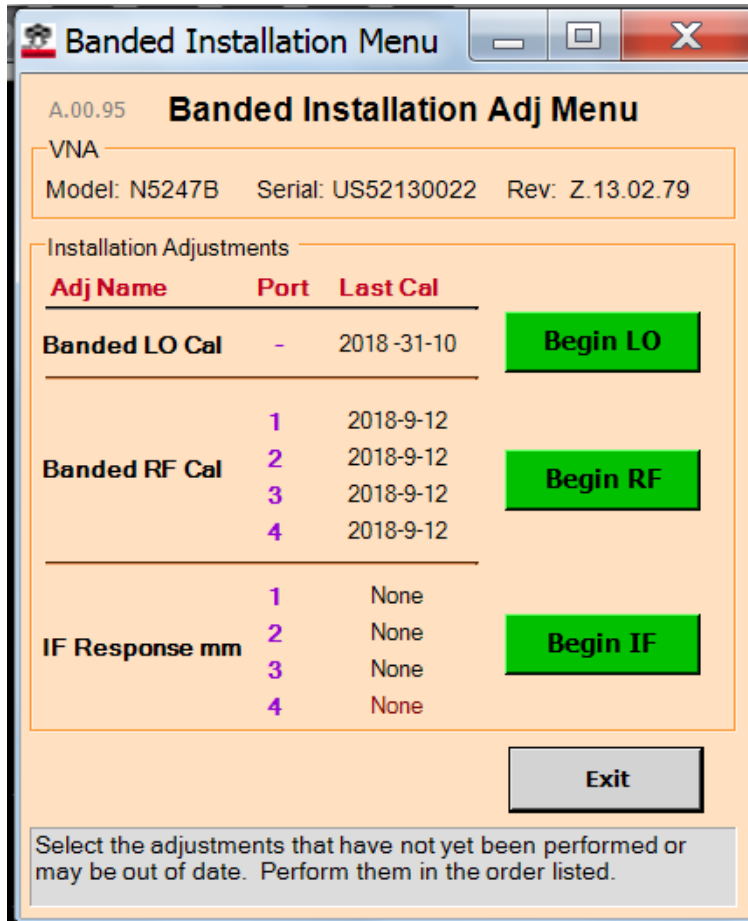 Banded Installation Menu
A.00.95 Banded Installation Adj Menu
VNA
Model: N5247B Serial: US52130022 Rev: Z.13.02.79
Installation Adjustments
Adj Name Port Last Cal
Banded LO Cal - 2018 -31-10 Begin LO
1 2018-9-12
Banded RF Cal 2 2018-9-12 Begin RF
3 2018-9-12
4 2018-9-12
1 None
IF Response mm 2 None Begin IF
3 None
4 None
Exit
Select the adjustments that have not yet been performed or
may be out of date. Perform them in the order listed.